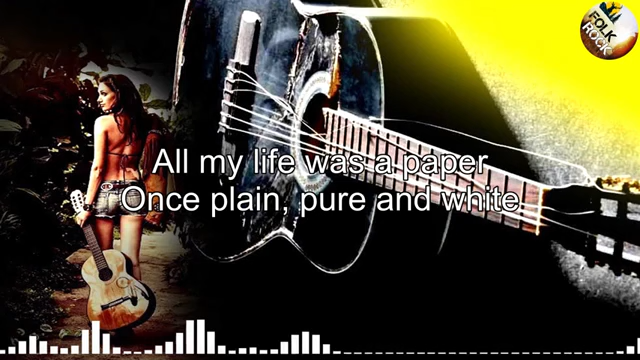 FOLK
ROCK
All my life was a paper
Once plain, pure and white